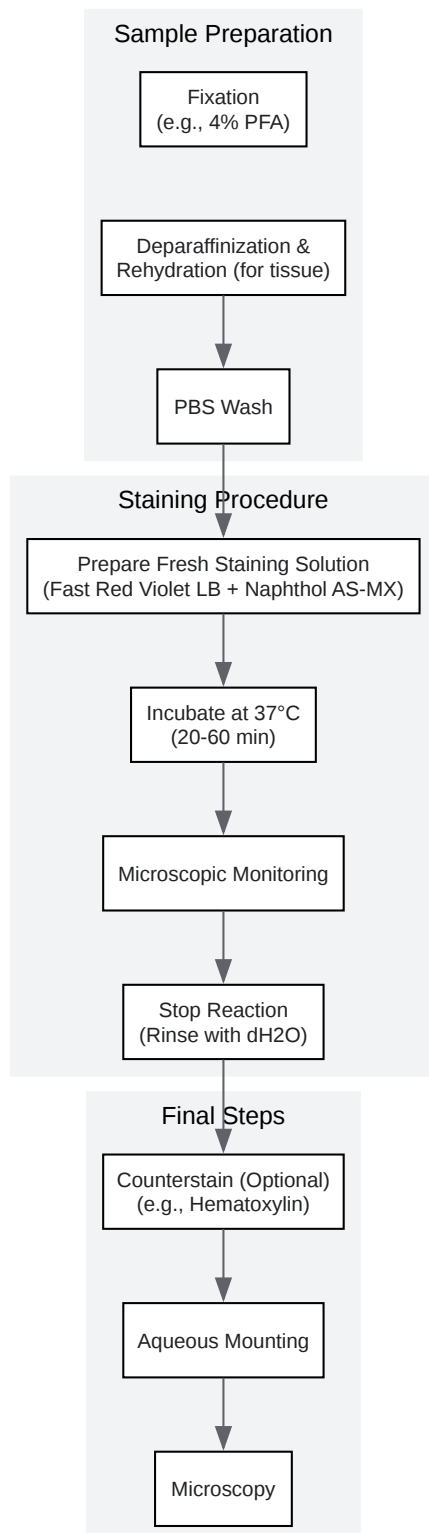 Sample Preparation
Fixation
(e.g., 4% PFA)
Deparaffinization &
Rehydration (for tissue)
PBS Wash
Staining Procedure
Prepare Fresh Staining Solution
(Fast Red Violet LB + Naphthol AS-MX)
Incubate at 37°C
(20-60 min)
Microscopic Monitoring
Stop Reaction
(Rinse with dH2O)
Final Steps
Counterstain (Optional)
(e.g., Hematoxylin)
Aqueous Mounting
Microscopy